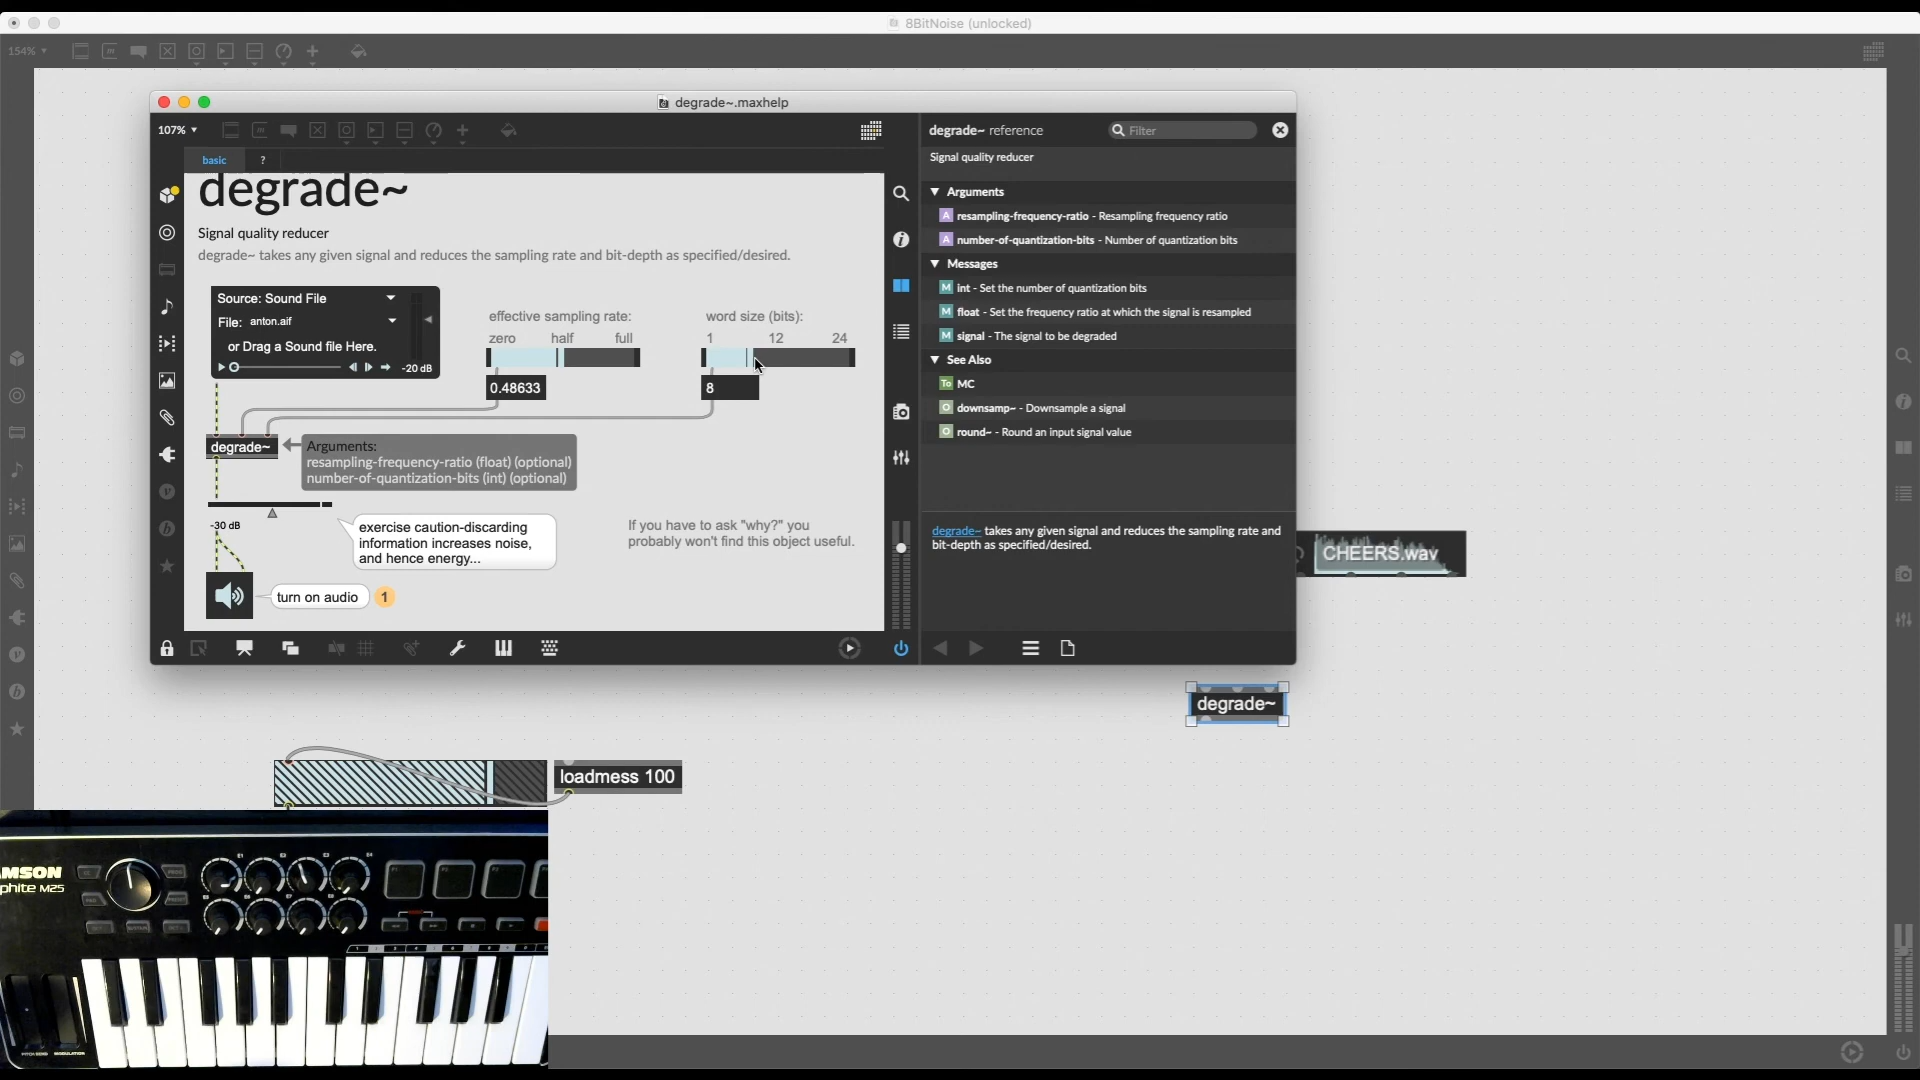 8BitNoise (unlocked)
154%
degrade~.maxhelp
107%
basic
?
degrade~
Signal quality reducer
degrade~ takes any given signal and reduces the sampling rate and bit-depth as specified/desired.
Source: Sound File
File: anton.aif
or Drag a Sound file Here.
-20 dB
effective sampling rate:
zero half full
0.48633
word size (bits):
1 12 24
8
degrade~
Arguments:
resampling-frequency-ratio (float) (optional)
number-of-quantization-bits (int) (optional)
-30 dB
exercise caution-discarding
information increases noise,
and hence energy...
If you have to ask "why?" you
probably won't find this object useful.
turn on audio
1
degrade~ reference
Filter
Signal quality reducer
Arguments
A resampling-frequency-ratio - Resampling frequency ratio
A number-of-quantization-bits - Number of quantization bits
Messages
M int - Set the number of quantization bits
M float - Set the frequency ratio at which the signal is resampled
M signal - The signal to be degraded
See Also
To MC
O downsamp~ - Downsample a signal
O round~ - Round an input signal value
degrade~ takes any given signal and reduces the sampling rate and
bit-depth as specified/desired.
CHEERS.wav
degrade~
loadmess 100
AMSON
phite M25
PITCH BEND
MODULATION